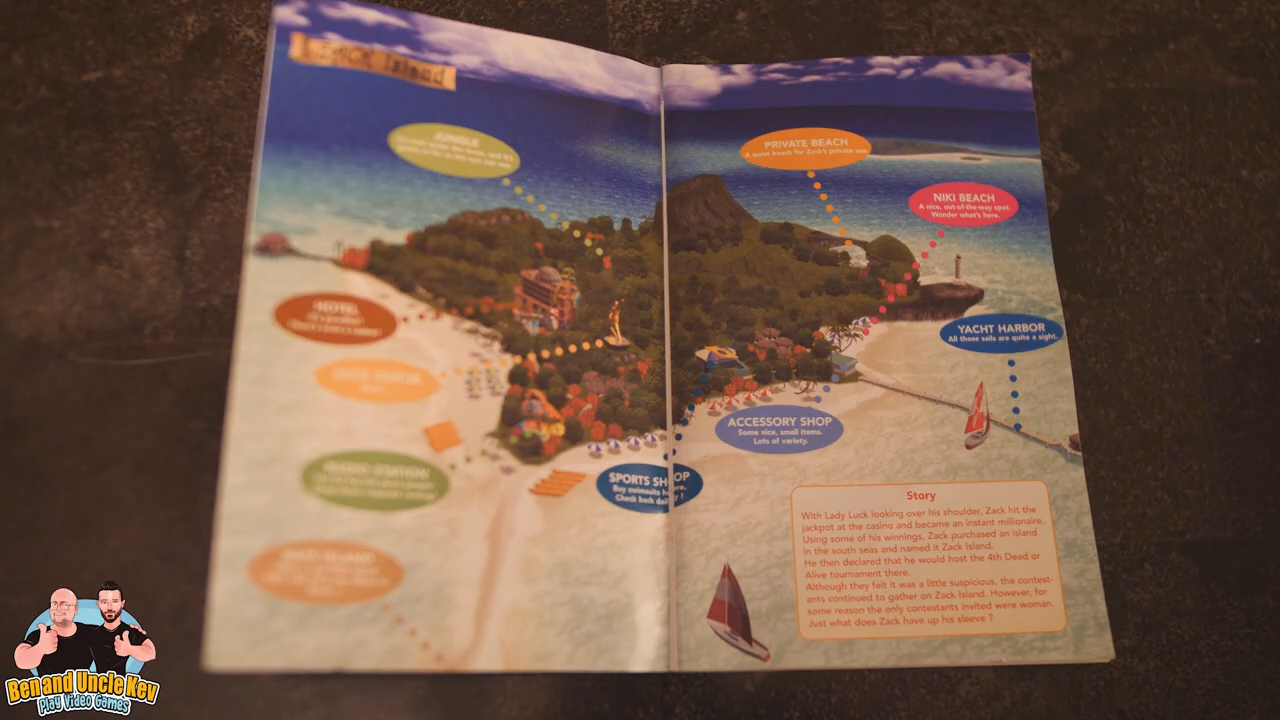 Zack Island
JUNGLE
PRIVATE BEACH
A quiet beach for Zack's private use.
NIKI BEACH
A nice, out-of-the-way spot.
Wonder what's here.
HOTEL
YACHT HARBOR
All those sails are quite a sight.
ACCESSORY SHOP
Some nice, small items.
Lots of variety.
RADIO STATION
SPORTS SHOP
Buy swimsuits here.
Check back daily!
Story
With Lady Luck looking over his shoulder, Zack hit the
jackpot at the casino and became an instant millionaire.
Using some of his winnings, Zack purchased an island
in the south seas and named it Zack Island.
He then declared that he would host the 4th Dead or
Alive tournament there.
Although they felt it was a little suspicious, the contest-
ants continued to gather on Zack Island. However, for
some reason the only contestants invited were woman.
Just what does Zack have up his sleeve ?
Ben and Uncle Kev
Play Video Games